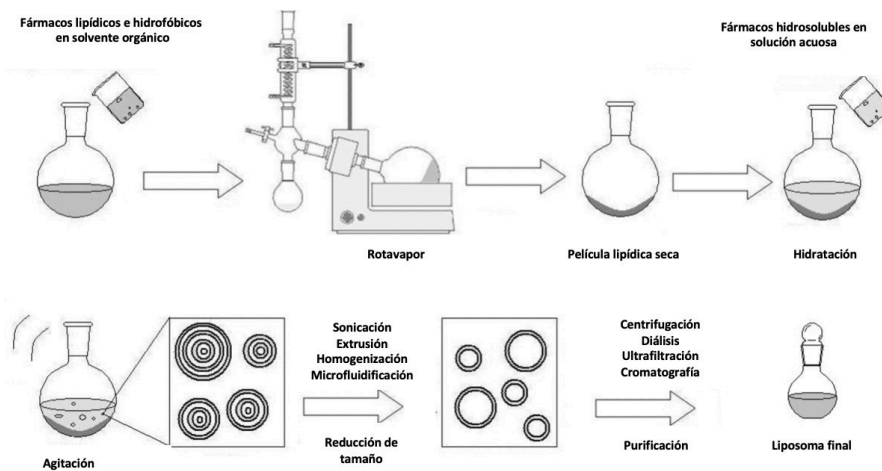 Fármacos lipídicos e hidrofóbicos
en solvente orgánico
Fármacos hidrosolubles en
solución acuosa
Rotavapor
Película lipídica seca
Hidratación
Sonicación
Extrusión
Homogenización
Microfluidificación
Centrifugación
Diálisis
Ultrafiltración
Cromatografía
Agitación
Reducción de
tamaño
Purificación
Liposoma final